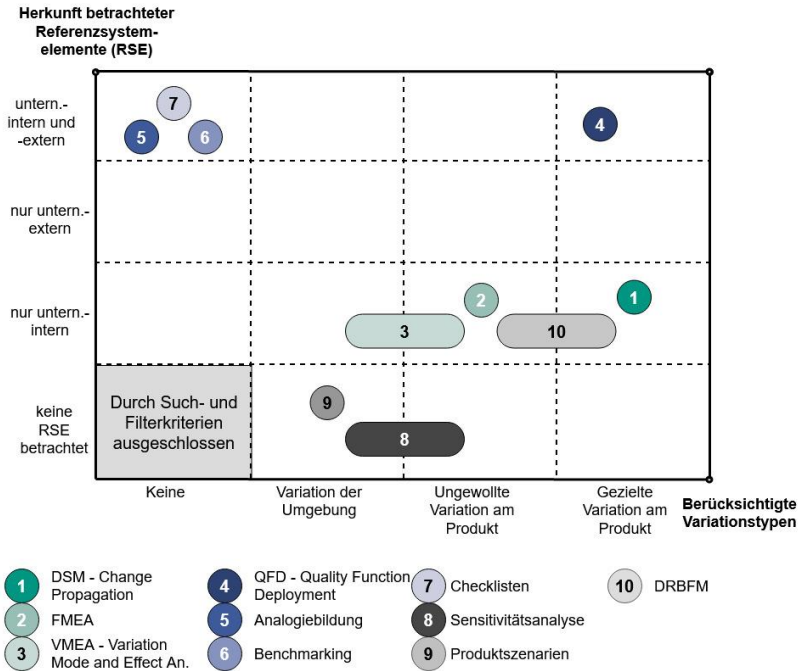 Herkunft betrachteter
Referenzsystem-
elemente (RSE)
untern.-
intern und
-extern
7
5
6
4
nur untern.-
extern
nur untern.-
intern
2
1
3
10
keine
RSE
betrachtet
Durch Such- und
Filterkriterien
ausgeschlossen
9
8
Keine
Variation der
Umgebung
Ungewollte
Variation am
Produkt
Gezielte
Variation am
Produkt
Berücksichtigte
Variationstypen
1 DSM - Change
Propagation
2 FMEA
3 VMEA - Variation
Mode and Effect An.
4 QFD - Quality Function
Deployment
5 Analogiebildung
6 Benchmarking
7 Checklisten
8 Sensitivitätsanalyse
9 Produktszenarien
10 DRBFM